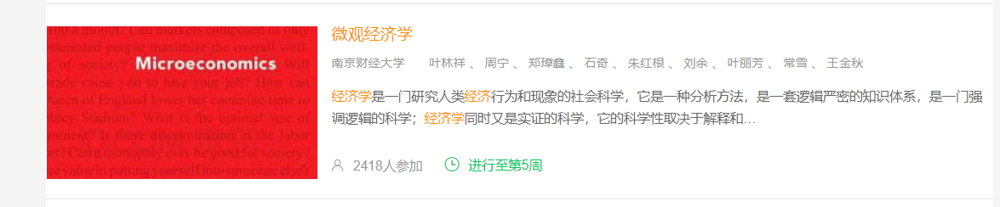 100 a month? Can markets composed of only
interested people maximize the overall well-
of society?
Microeconomics
Will
trade cause you to lose your job? How can
Queen of England lower her commute time to
mbley Stadium? What is the optimal size of
nment? Is there discrimination in the labor
et? Can a monopoly ever be good for society?
re value in putting yourself into someone else's
微观经济学
南京财经大学 叶林祥 、 周宁 、 郑璋鑫 、 石奇 、 朱红根 、 刘余 、 叶丽芳 、 常雪 、 王金秋
经济学是一门研究人类经济行为和现象的社会科学，它是一种分析方法，是一套逻辑严密的知识体系，是一门强
调逻辑的科学；经济学同时又是实证的科学，它的科学性取决于解释和...
2418人参加 进行至第5周